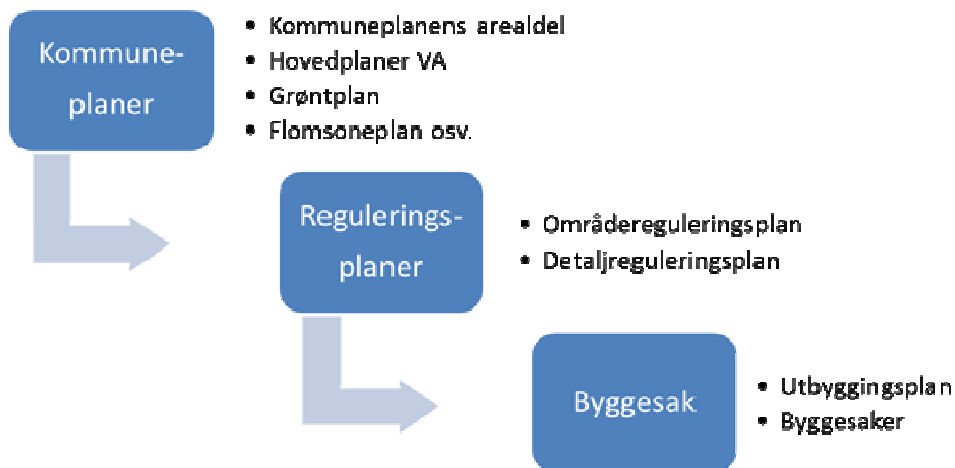 Kommune-
planer
• Kommuneplanens arealdel
• Hovedplaner VA
• Grøntplan
• Flomsoneplan osv.
Regulerings-
planer
• Områdereguleringsplan
• Detaljreguleringsplan
Byggesak
• Utbyggingsplan
• Byggesaker